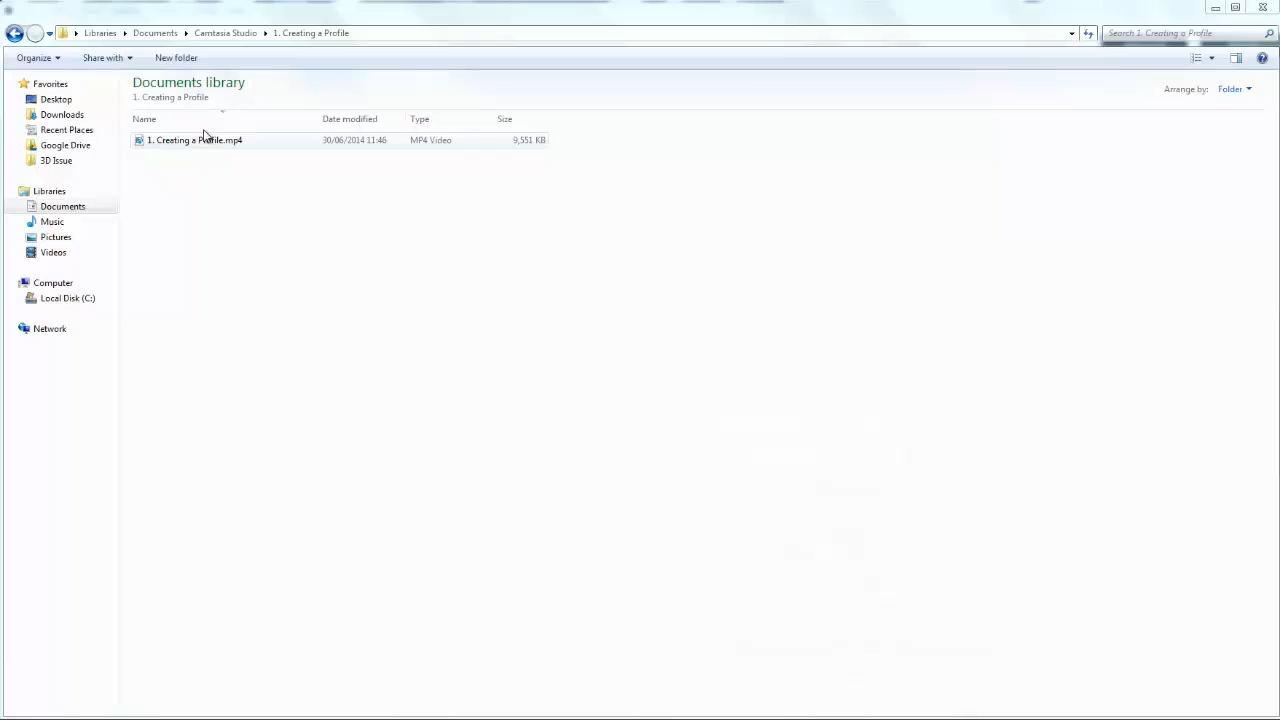 Libraries Documents Camtasia Studio 1. Creating a Profile Search 1. Creating a Profile
Organize Share with New folder
Documents library
1. Creating a Profile
Arrange by: Folder
Name Date modified Type Size
1. Creating a Profile.mp4 30/06/2014 11:46 MP4 Video 9,551 KB
Favorites
Desktop
Downloads
Recent Places
Google Drive
3D Issue
Libraries
Documents
Music
Pictures
Videos
Computer
Local Disk (C:)
Network